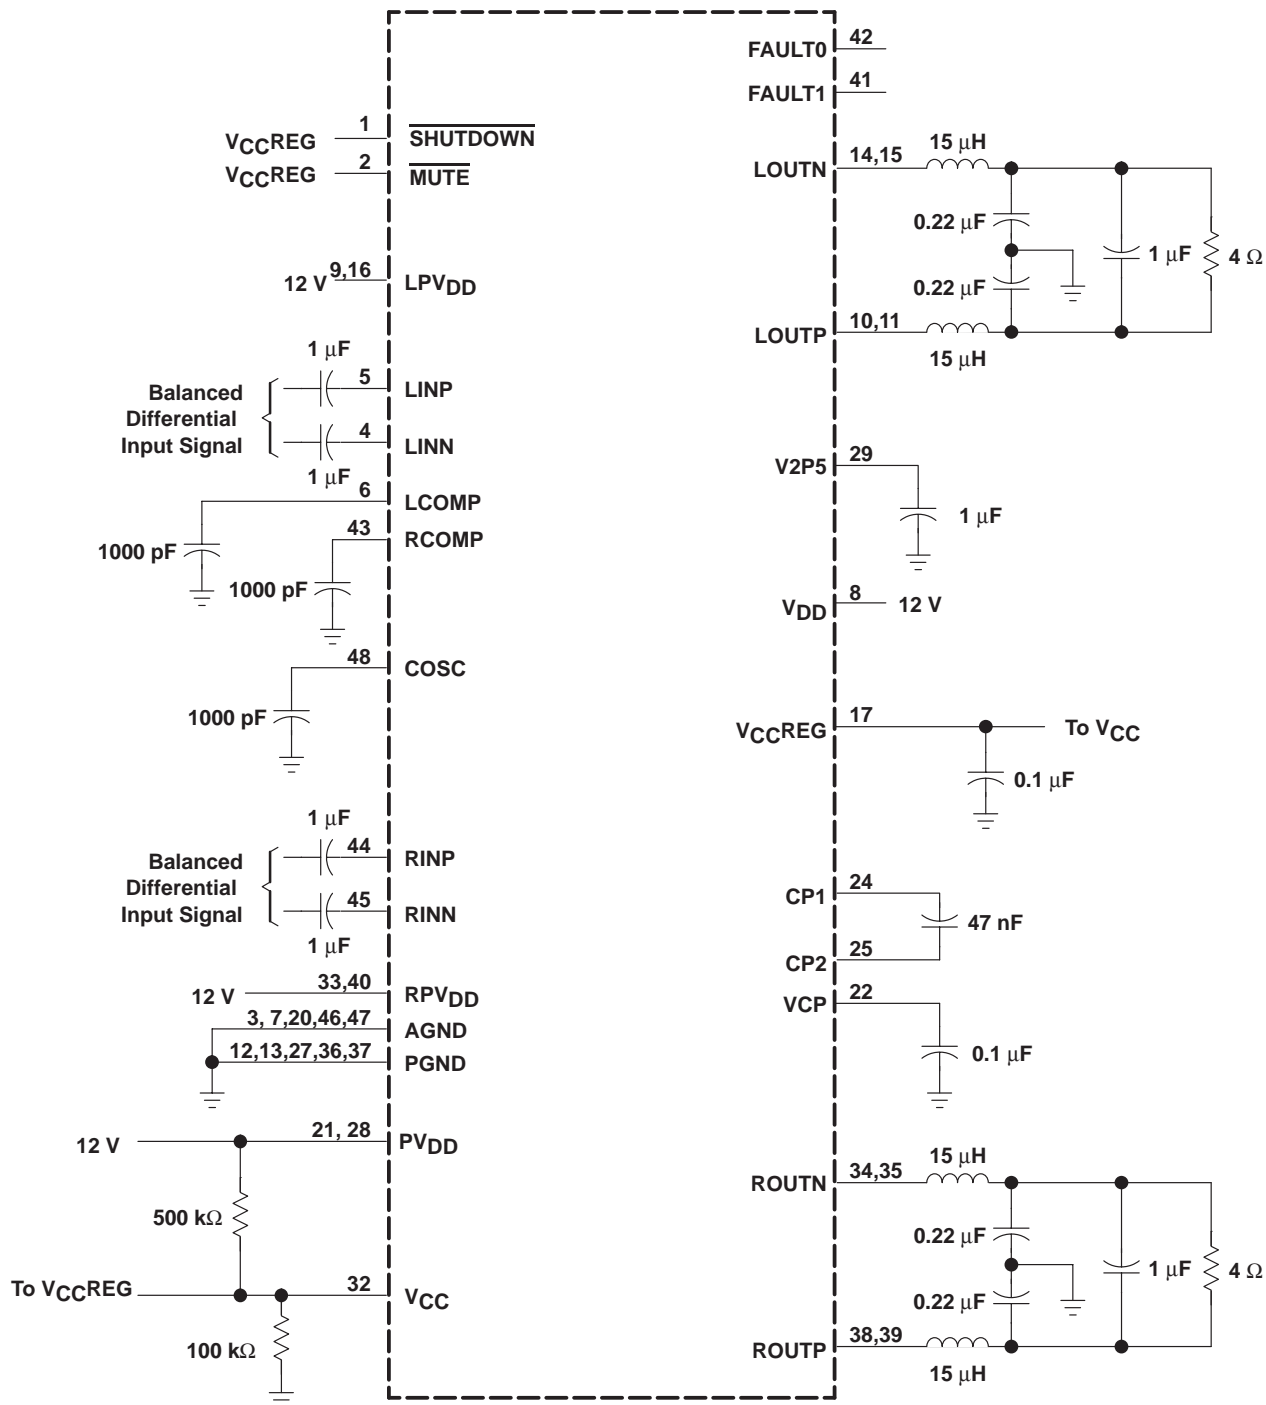 FAULT0 42
FAULT1 41
VCCREG 1 SHUTDOWN
VCCREG 2 MUTE
LOUTN 14,15 15 μH
0.22 μF
0.22 μF
1 μF
4 Ω
LOUTP 10,11
15 μH
12 V 9,16 LPVDD
1 μF
Balanced
Differential
Input Signal
5 LINP
4 LINN
1 μF
6 LCOMP
1000 pF
43 RCOMP
1000 pF
V2P5 29
1 μF
VDD 8 12 V
48 COSC
1000 pF
VCCREG 17 To VCC
0.1 μF
1 μF
Balanced
Differential
Input Signal
44 RINP
45 RINN
1 μF
CP1 24
47 nF
CP2 25
VCP 22
0.1 μF
12 V 33,40 RPVDD
3, 7,20,46,47 AGND
12,13,27,36,37 PGND
12 V 21, 28 PVDD
500 kΩ
To VCCREG 32 VCC
100 kΩ
ROUTN 34,35 15 μH
0.22 μF
0.22 μF
1 μF
4 Ω
ROUTP 38,39
15 μH